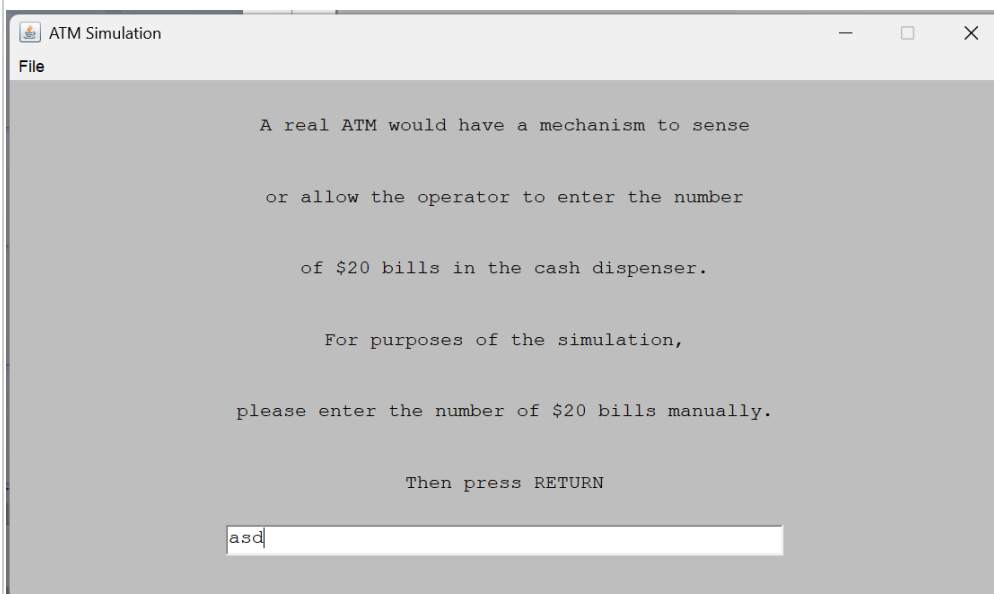 ATM Simulation
File
A real ATM would have a mechanism to sense
or allow the operator to enter the number
of $20 bills in the cash dispenser.
For purposes of the simulation,
please enter the number of $20 bills manually.
Then press RETURN
asd